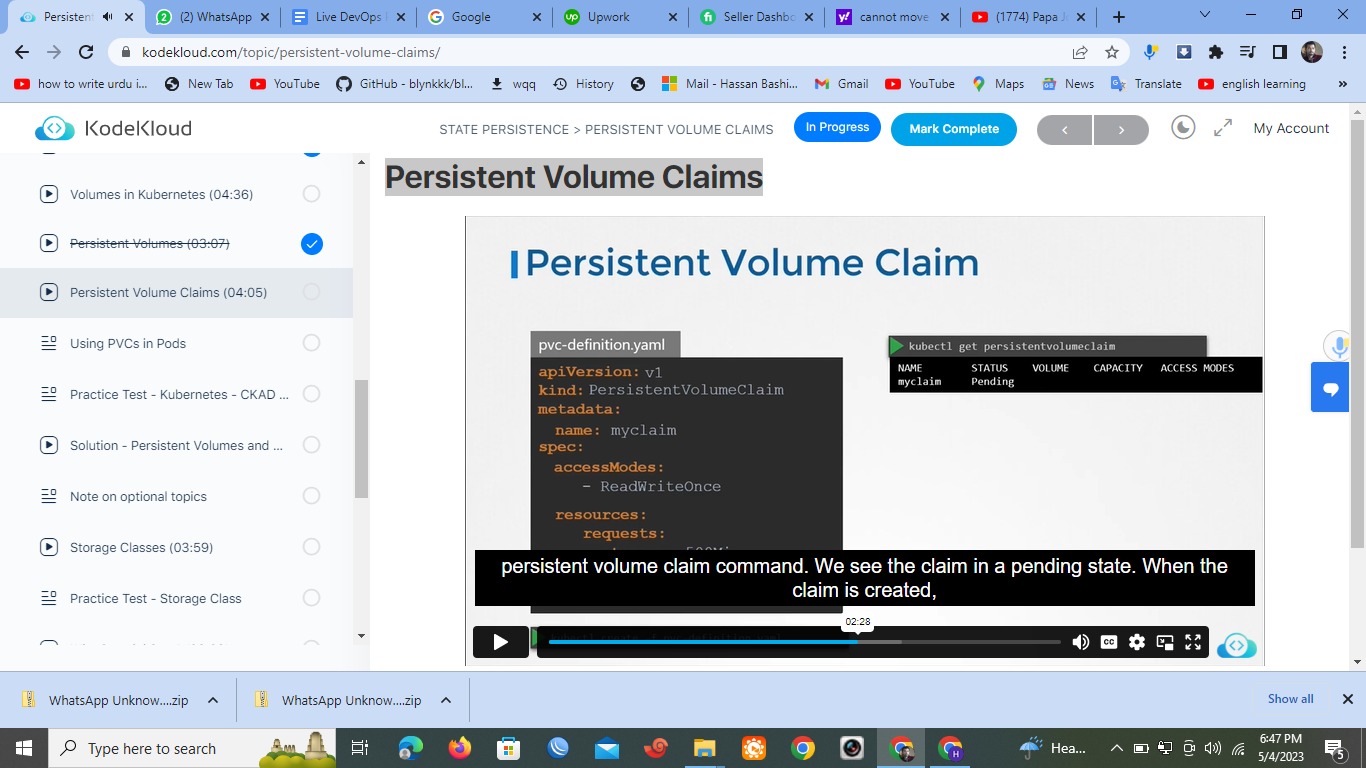 Persistent
(2) WhatsApp
Live DevOps
Google
Upwork
Seller Dashbo
cannot move
(1774) Papa J
kodekloud.com/topic/persistent-volume-claims/
how to write urdu i...
New Tab
YouTube
GitHub - blynkkk/bl...
wqq
History
Mail - Hassan Bashi...
Gmail
YouTube
Maps
News
Translate
english learning
KodeKloud
STATE PERSISTENCE > PERSISTENT VOLUME CLAIMS
In Progress
Mark Complete
My Account
Volumes in Kubernetes (04:36)
Persistent Volumes (03:07)
Persistent Volume Claims (04:05)
Using PVCs in Pods
Practice Test - Kubernetes - CKAD ...
Solution - Persistent Volumes and ...
Note on optional topics
Storage Classes (03:59)
Practice Test - Storage Class
Persistent Volume Claims
Persistent Volume Claim
pvc-definition.yaml
apiVersion: v1
kind: PersistentVolumeClaim
metadata:
name: myclaim
spec:
accessModes:
- ReadWriteOnce
resources:
requests:
kubectl get persistentvolumeclaim
NAME STATUS VOLUME CAPACITY ACCESS MODES
myclaim Pending
persistent volume claim command. We see the claim in a pending state. When the
claim is created,
02:28
CC
WhatsApp Unknow....zip
WhatsApp Unknow....zip
Show all
Type here to search
H
Hea...
6:47 PM
5/4/2023
5